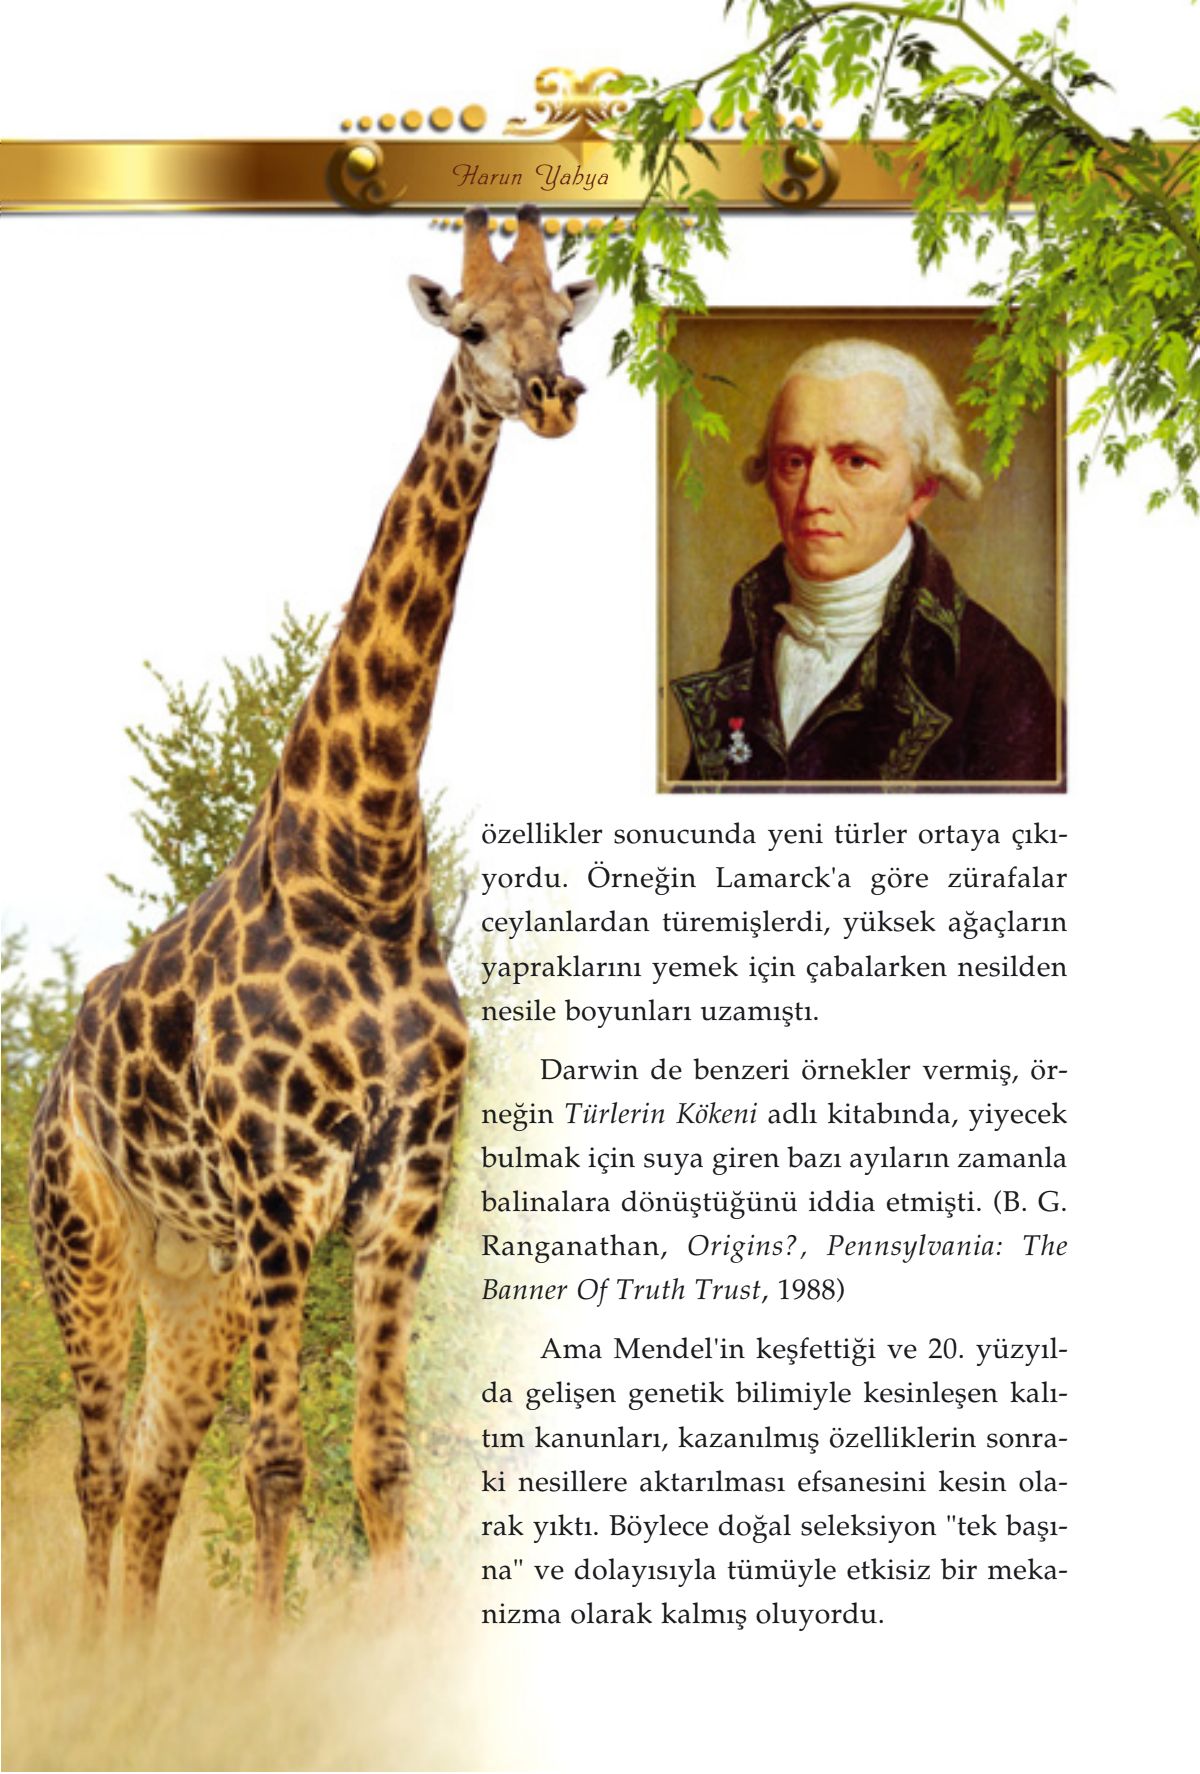 Harun Yahya
özellikler sonucunda yeni türler ortaya çıkı-
yordu. Örneğin Lamarck'a göre zürafalar
ceylanlardan türemişlerdi, yüksek ağaçların
yapraklarını yemek için çabalarken nesilden
nesile boyunları uzamıştı.
Darwin de benzeri örnekler vermiş, ör-
neğin Türlerin Kökeni adlı kitabında, yiyecek
bulmak için suya giren bazı ayıların zamanla
balinalara dönüştüğünü iddia etmişti. (B. G.
Ranganathan, Origins?, Pennsylvania: The
Banner Of Truth Trust, 1988)
Ama Mendel'in keşfettiği ve 20. yüzyıl-
da gelişen genetik bilimiyle kesinleşen kalı-
tım kanunları, kazanılmış özelliklerin sonra-
ki nesillere aktarılması efsanesini kesin ola-
rak yıktı. Böylece doğal seleksiyon "tek başı-
na" ve dolayısıyla tümüyle etkisiz bir meka-
nizma olarak kalmış oluyordu.